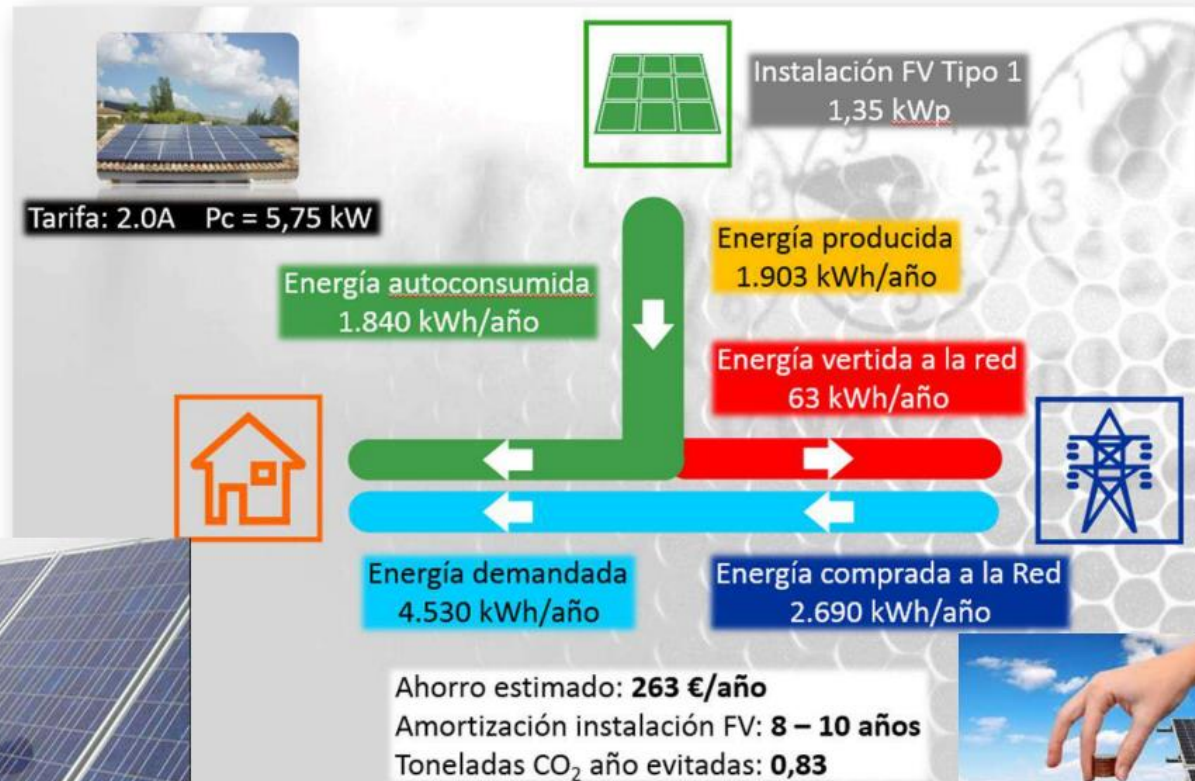 Instalación FV Tipo 1
1,35 kWp
Tarifa: 2.0A Pc = 5,75 kW
Energía producida
1.903 kWh/año
Energía autoconsumida
1.840 kWh/año
Energía vertida a la red
63 kWh/año
Energía demandada
4.530 kWh/año
Energía comprada a la Red
2.690 kWh/año
Ahorro estimado: 263 €/año
Amortización instalación FV: 8 – 10 años
Toneladas CO₂ año evitadas: 0,83